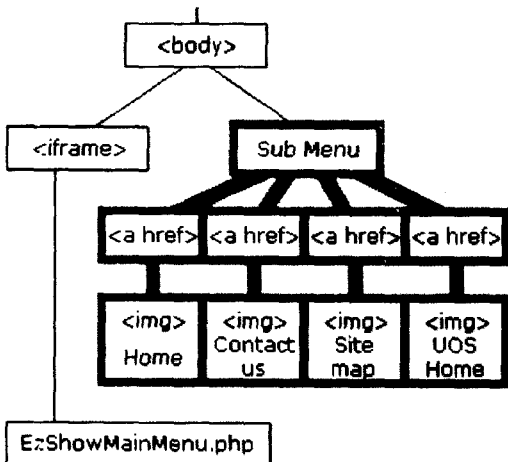 <body>
<iframe>
Sub Menu
<a href> <a href> <a href> <a href>
<img> <img> <img> <img>
Home Contact us Site map UOS Home
EzShowMainMenu.php